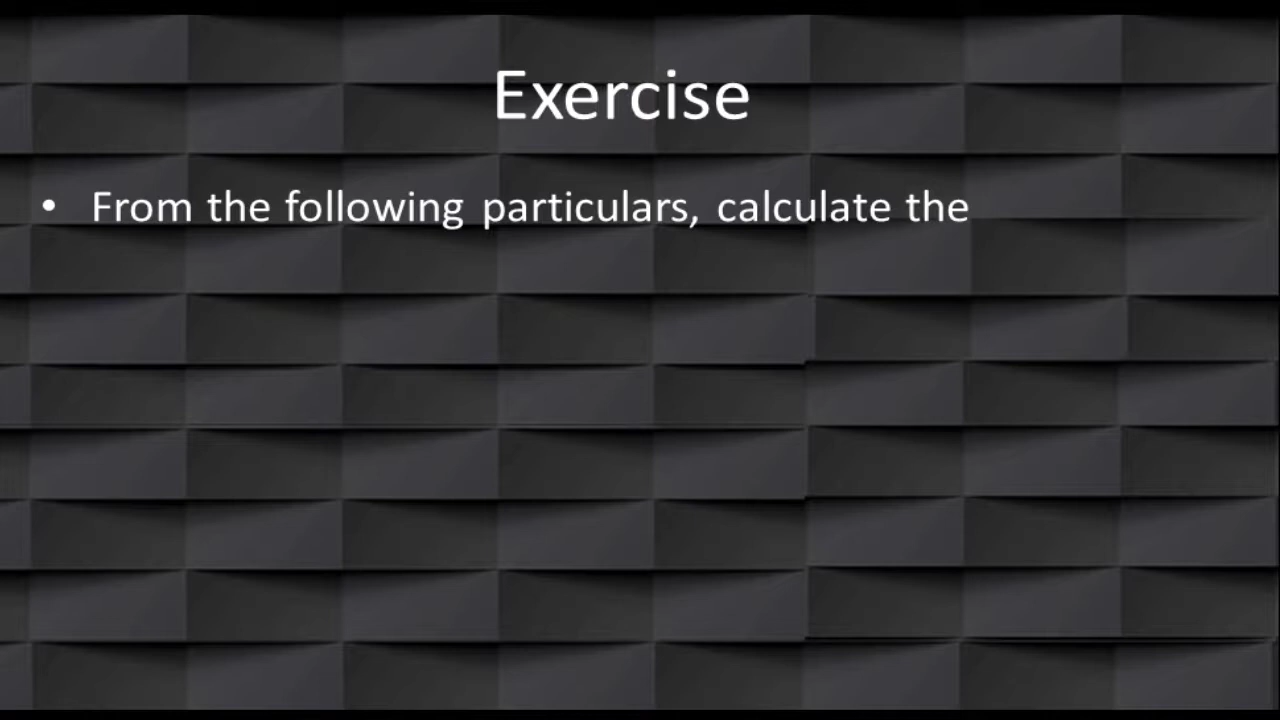 Exercise
• From the following particulars, calculate the